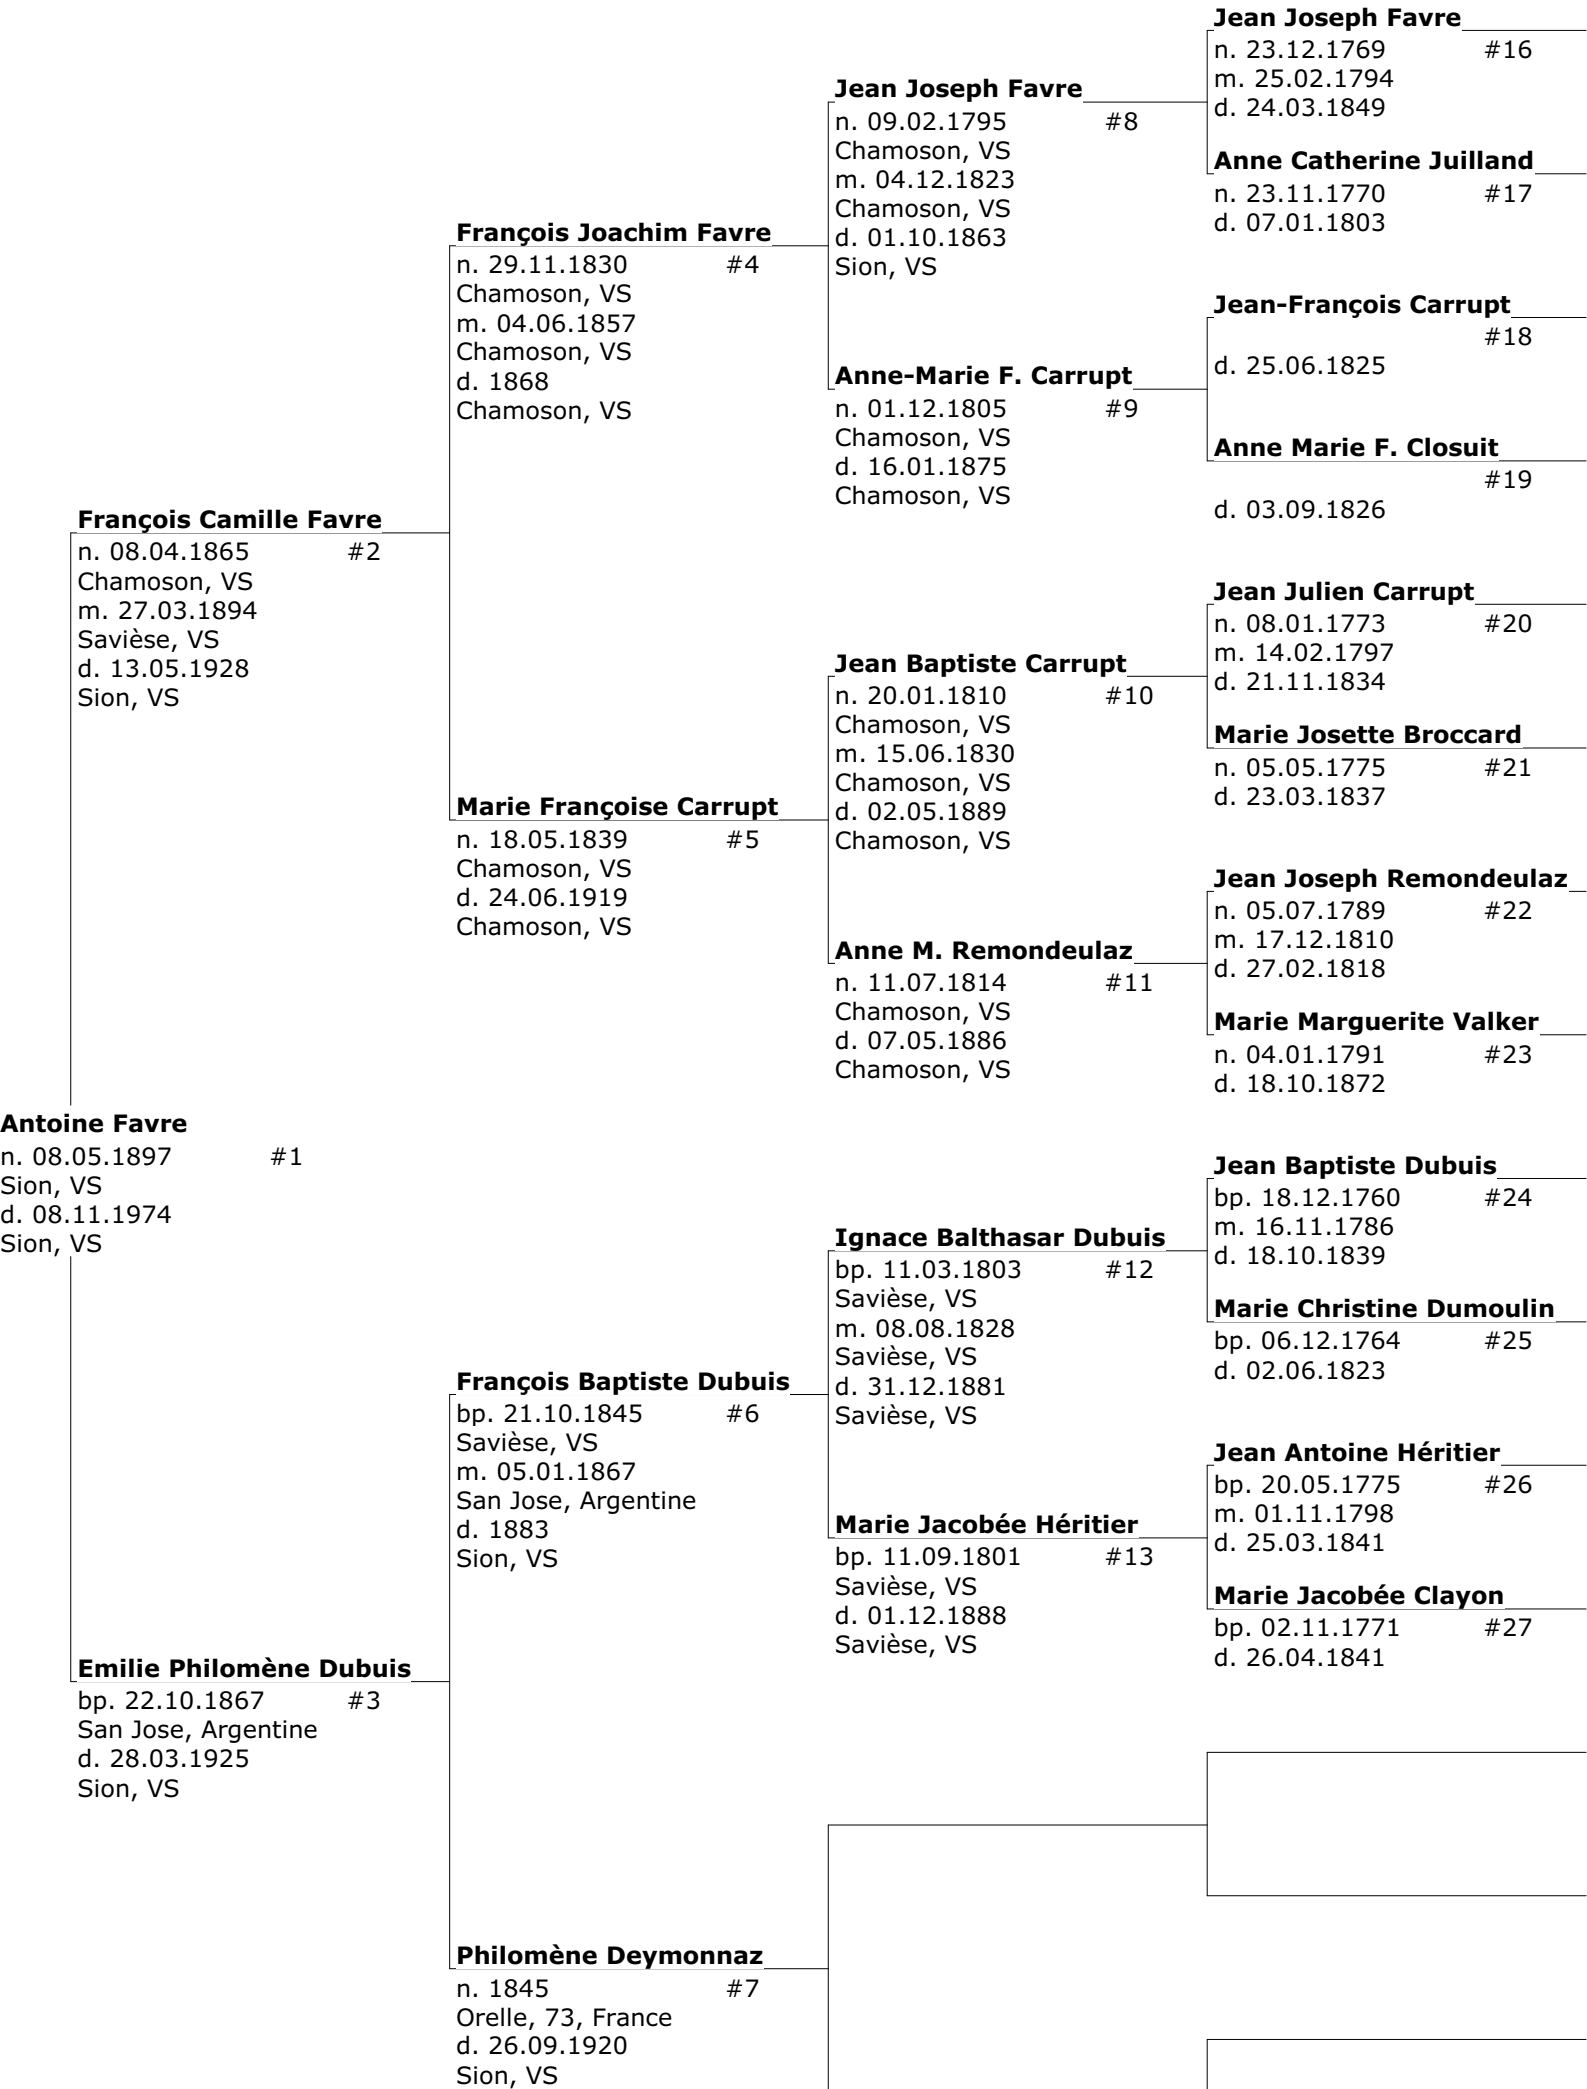 Jean Joseph Favre
n. 23.12.1769 #16
m. 25.02.1794
d. 24.03.1849
Jean Joseph Favre
n. 09.02.1795 #8
Chamoson, VS
m. 04.12.1823
Chamoson, VS
d. 01.10.1863
Sion, VS
Anne Catherine Juilland
n. 23.11.1770 #17
d. 07.01.1803
François Joachim Favre
n. 29.11.1830 #4
Chamoson, VS
m. 04.06.1857
Chamoson, VS
d. 1868
Chamoson, VS
Jean-François Carrupt
#18
d. 25.06.1825
Anne-Marie F. Carrupt
n. 01.12.1805 #9
Chamoson, VS
d. 16.01.1875
Chamoson, VS
Anne Marie F. Closuit
#19
d. 03.09.1826
François Camille Favre
n. 08.04.1865 #2
Chamoson, VS
m. 27.03.1894
Savièse, VS
d. 13.05.1928
Sion, VS
Jean Julien Carrupt
n. 08.01.1773 #20
m. 14.02.1797
d. 21.11.1834
Jean Baptiste Carrupt
n. 20.01.1810 #10
Chamoson, VS
m. 15.06.1830
Chamoson, VS
d. 02.05.1889
Chamoson, VS
Marie Josette Broccard
n. 05.05.1775 #21
d. 23.03.1837
Marie Françoise Carrupt
n. 18.05.1839 #5
Chamoson, VS
d. 24.06.1919
Chamoson, VS
Jean Joseph Remondeulaz
n. 05.07.1789 #22
m. 17.12.1810
d. 27.02.1818
Anne M. Remondeulaz
n. 11.07.1814 #11
Chamoson, VS
d. 07.05.1886
Chamoson, VS
Marie Marguerite Valker
n. 04.01.1791 #23
d. 18.10.1872
Antoine Favre
n. 08.05.1897 #1
Sion, VS
d. 08.11.1974
Sion, VS
Jean Baptiste Dubuis
bp. 18.12.1760 #24
m. 16.11.1786
d. 18.10.1839
Ignace Balthasar Dubuis
bp. 11.03.1803 #12
Savièse, VS
m. 08.08.1828
Savièse, VS
d. 31.12.1881
Savièse, VS
Marie Christine Dumoulin
bp. 06.12.1764 #25
d. 02.06.1823
François Baptiste Dubuis
bp. 21.10.1845 #6
Savièse, VS
m. 05.01.1867
San Jose, Argentine
d. 1883
Sion, VS
Jean Antoine Héritier
bp. 20.05.1775 #26
m. 01.11.1798
d. 25.03.1841
Marie Jacobée Héritier
bp. 11.09.1801 #13
Savièse, VS
d. 01.12.1888
Savièse, VS
Marie Jacobée Clayon
bp. 02.11.1771 #27
d. 26.04.1841
Emilie Philomène Dubuis
bp. 22.10.1867 #3
San Jose, Argentine
d. 28.03.1925
Sion, VS
Philomène Deymonnaz
n. 1845 #7
Orelle, 73, France
d. 26.09.1920
Sion, VS